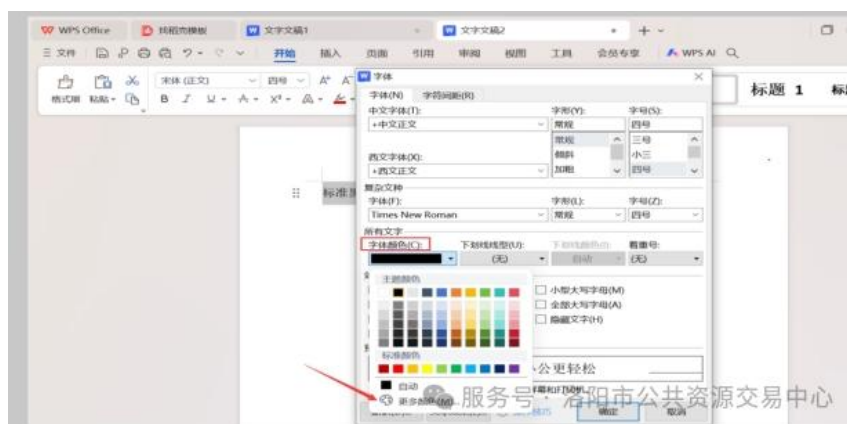 WPS Office 找稻壳模板 文字文稿1 文字文稿2
文件 开始 插入 页面 引用 审阅 视图 工具 会员专享 WPS AI
格式刷 粘贴 宋体 (正文) 四号 标题 1
B I U A X²
字体
字体(N) 字符间距(R)
中文字体(T): 字形(Y): 字号(S):
+中文正文 常规 四号
常规 三号
倾斜 小三
加粗 四号
西文字体(X):
+西文正文
复杂文种
字体(F): 字形(L): 字号(Z):
Times New Roman 常规 四号
所有文字
字体颜色(C): 下划线线型(U): 下划线颜色(I): 着重号:
(无) 自动 (无)
主题颜色
小型大写字母(M)
全部大写字母(A)
隐藏文字(H)
标准颜色
公更轻松
自动
更多颜色(M)...
服务号 · 洛阳市公共资源交易中心
确定 取消